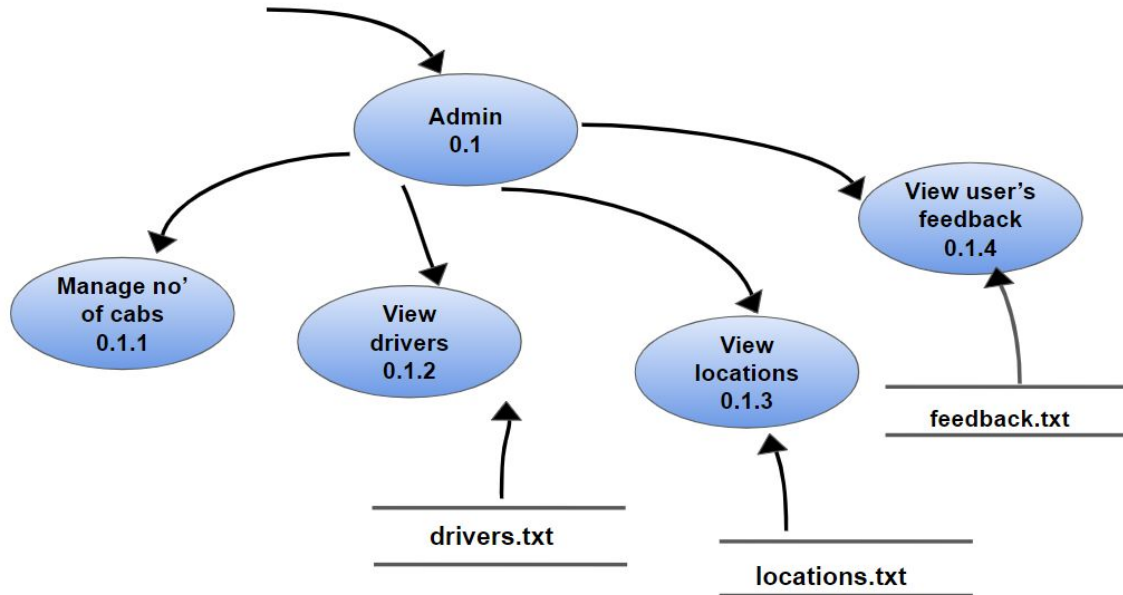 Admin
0.1
View user's
feedback
0.1.4
Manage no'
of cabs
0.1.1
View
drivers
0.1.2
View
locations
0.1.3
feedback.txt
drivers.txt
locations.txt